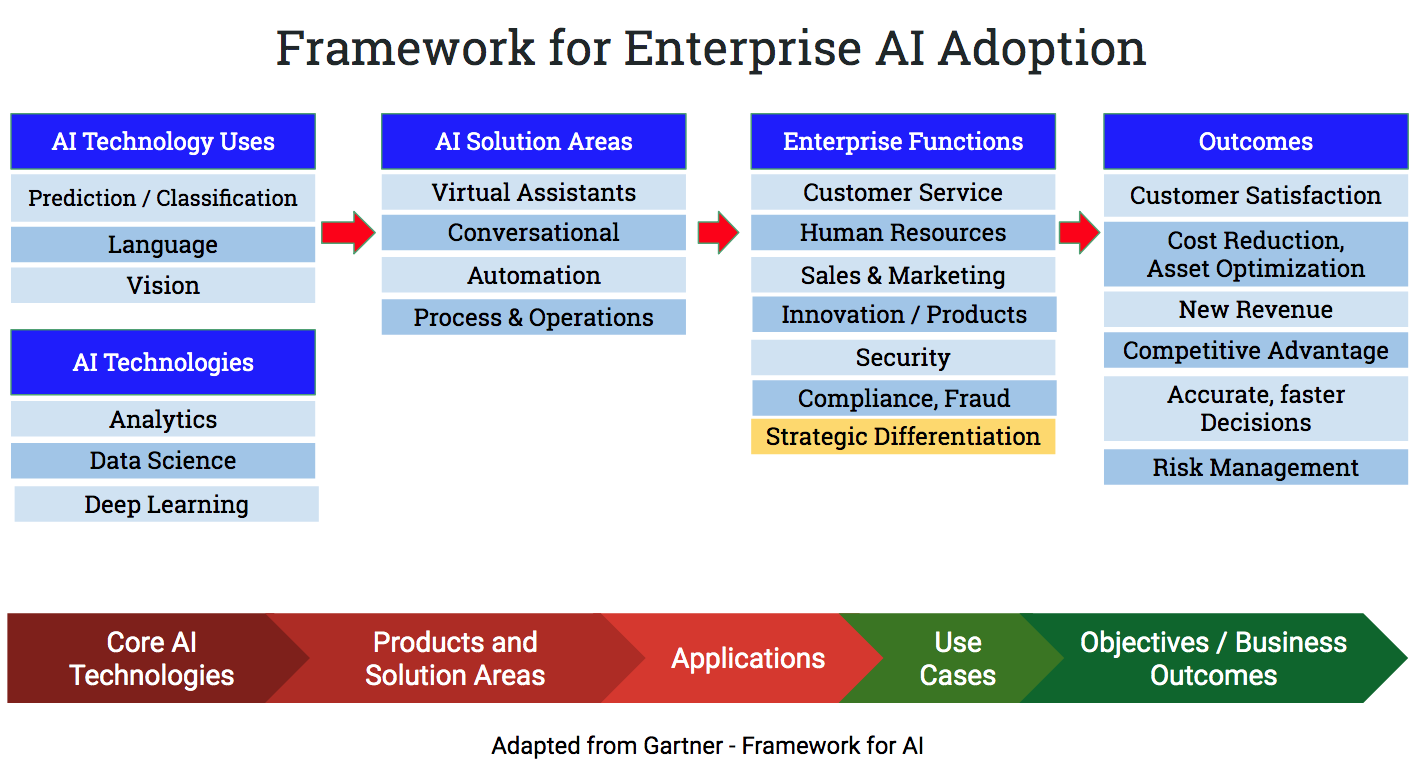 Framework for Enterprise AI Adoption
AI Technology Uses
Prediction / Classification
Language
Vision
AI Technologies
Analytics
Data Science
Deep Learning
AI Solution Areas
Virtual Assistants
Conversational
Automation
Process & Operations
Enterprise Functions
Customer Service
Human Resources
Sales & Marketing
Innovation / Products
Security
Compliance, Fraud
Strategic Differentiation
Outcomes
Customer Satisfaction
Cost Reduction,
Asset Optimization
New Revenue
Competitive Advantage
Accurate, faster
Decisions
Risk Management
Core AI
Technologies
Products and
Solution Areas
Applications
Use
Cases
Objectives / Business
Outcomes
Adapted from Gartner - Framework for AI